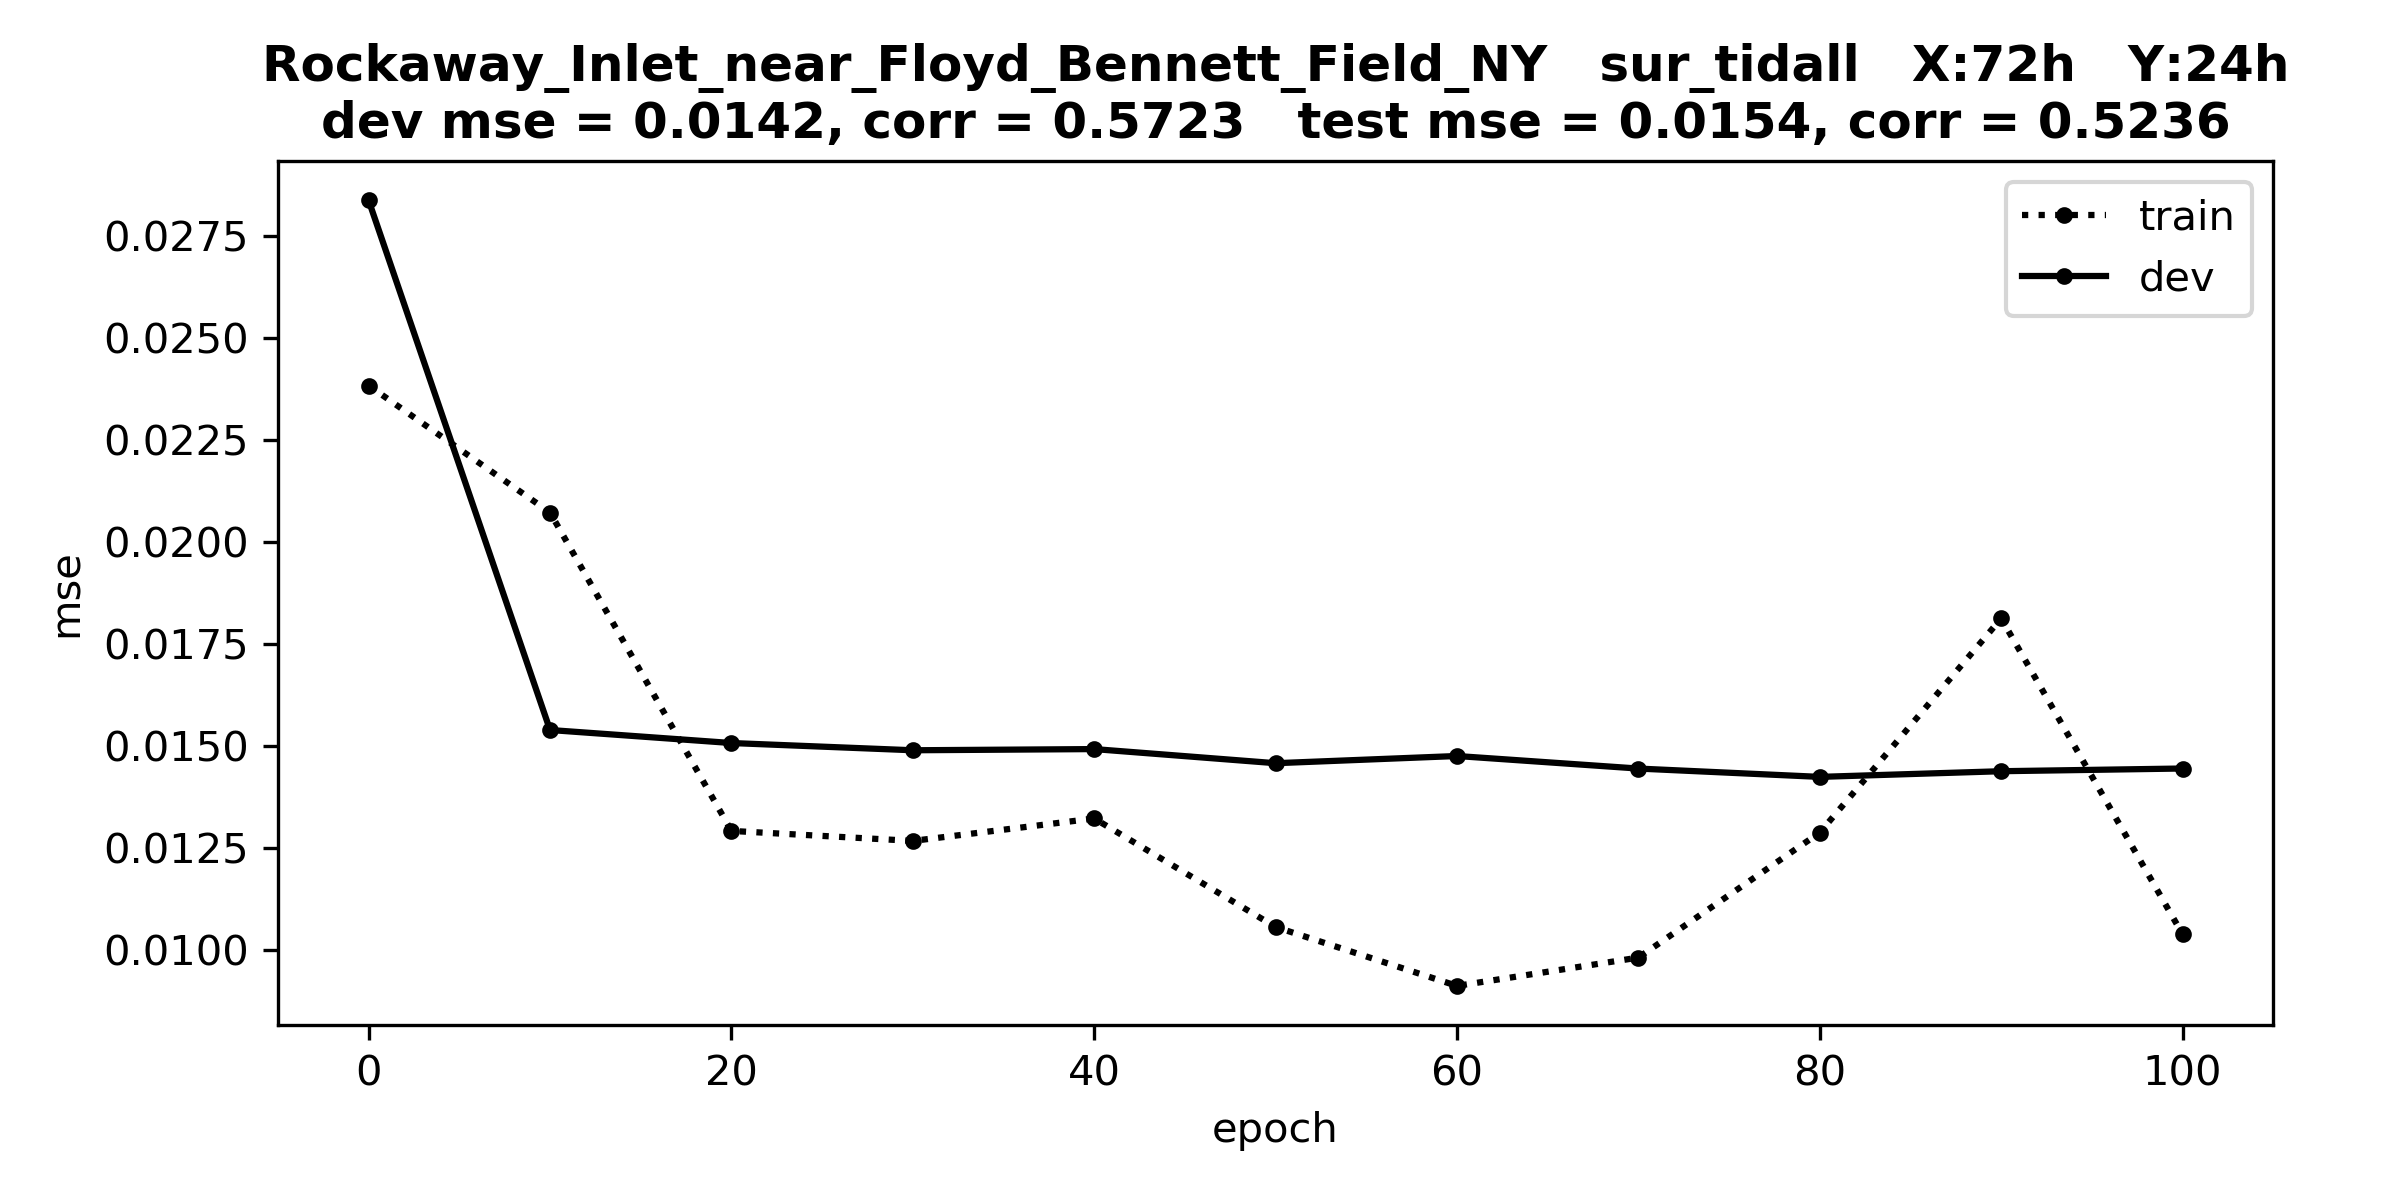 Rockaway_Inlet_near_Floyd_Bennett_Field_NY   sur_tidall   X:72h   Y:24h
dev mse = 0.0142, corr = 0.5723   test mse = 0.0154, corr = 0.5236
train
dev
0.0275
0.0250
0.0225
0.0200
0.0175
0.0150
0.0125
0.0100
mse
0 20 40 60 80 100
epoch